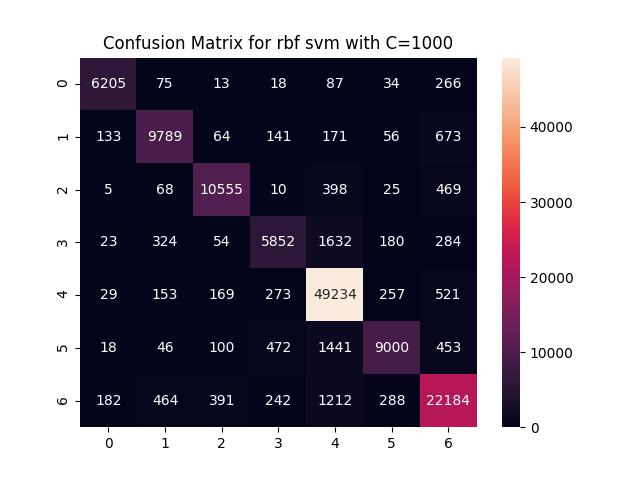 Confusion Matrix for rbf svm with C=1000
0 6205 75 13 18 87 34 266
1 133 9789 64 141 171 56 673
2 5 68 10555 10 398 25 469
3 23 324 54 5852 1632 180 284
4 29 153 169 273 49234 257 521
5 18 46 100 472 1441 9000 453
6 182 464 391 242 1212 288 22184
0 1 2 3 4 5 6
40000
30000
20000
10000
0